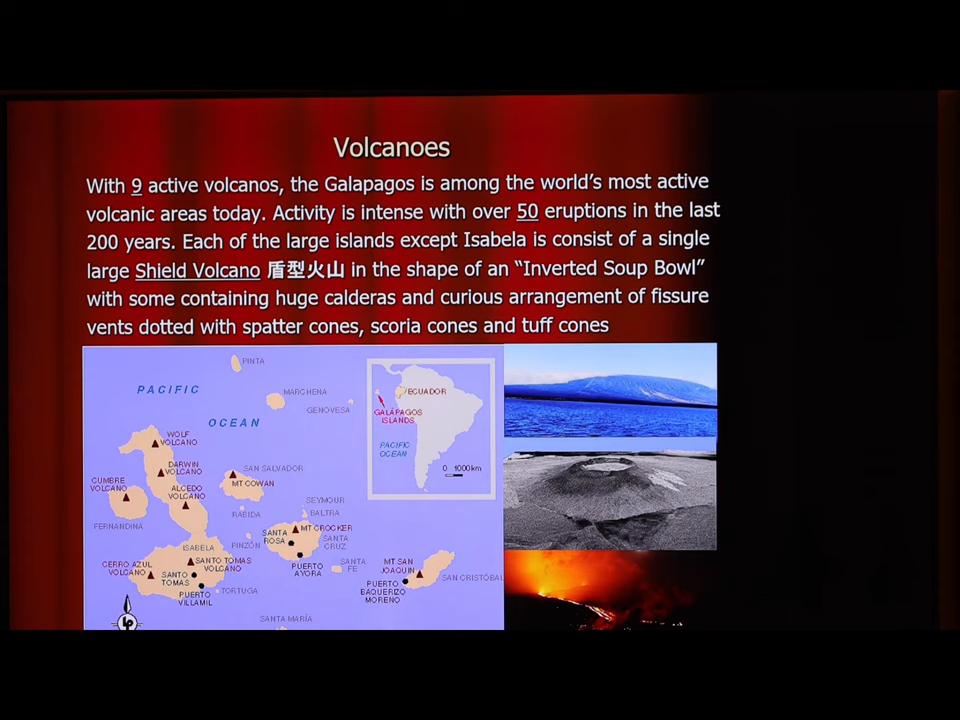 Volcanoes
With 9 active volcanos, the Galapagos is among the world's most active
volcanic areas today. Activity is intense with over 50 eruptions in the last
200 years. Each of the large islands except Isabela is consist of a single
large Shield Volcano 盾型火山 in the shape of an “Inverted Soup Bowl”
with some containing huge calderas and curious arrangement of fissure
vents dotted with spatter cones, scoria cones and tuff cones
PINTA
PACIFIC
OCEAN
MARCHENA
GENOVESA
ECUADOR
GALÁPAGOS
ISLANDS
PACIFIC
OCEAN
0 1000km
WOLF
VOLCANO
DARWIN
VOLCANO
ALCEDO
VOLCANO
CUMBRE
VOLCANO
FERNANDINA
SAN SALVADOR
MT COWAN
RÁBIDA
SEYMOUR
BALTRA
MT CROCKER
SANTA
ROSA
SANTA
CRUZ
PINZÓN
PUERTO
AYORA
ISABELA
SANTO TOMAS
VOLCANO
CERRO AZUL
VOLCANO
SANTO
TOMÁS
PUERTO
VILLAMIL
TORTUGA
SANTA
FE
MT SAN
JOAQUIN
SAN CRISTÓBAL
PUERTO
BAQUERIZO
MORENO
SANTA MARÍA
LP